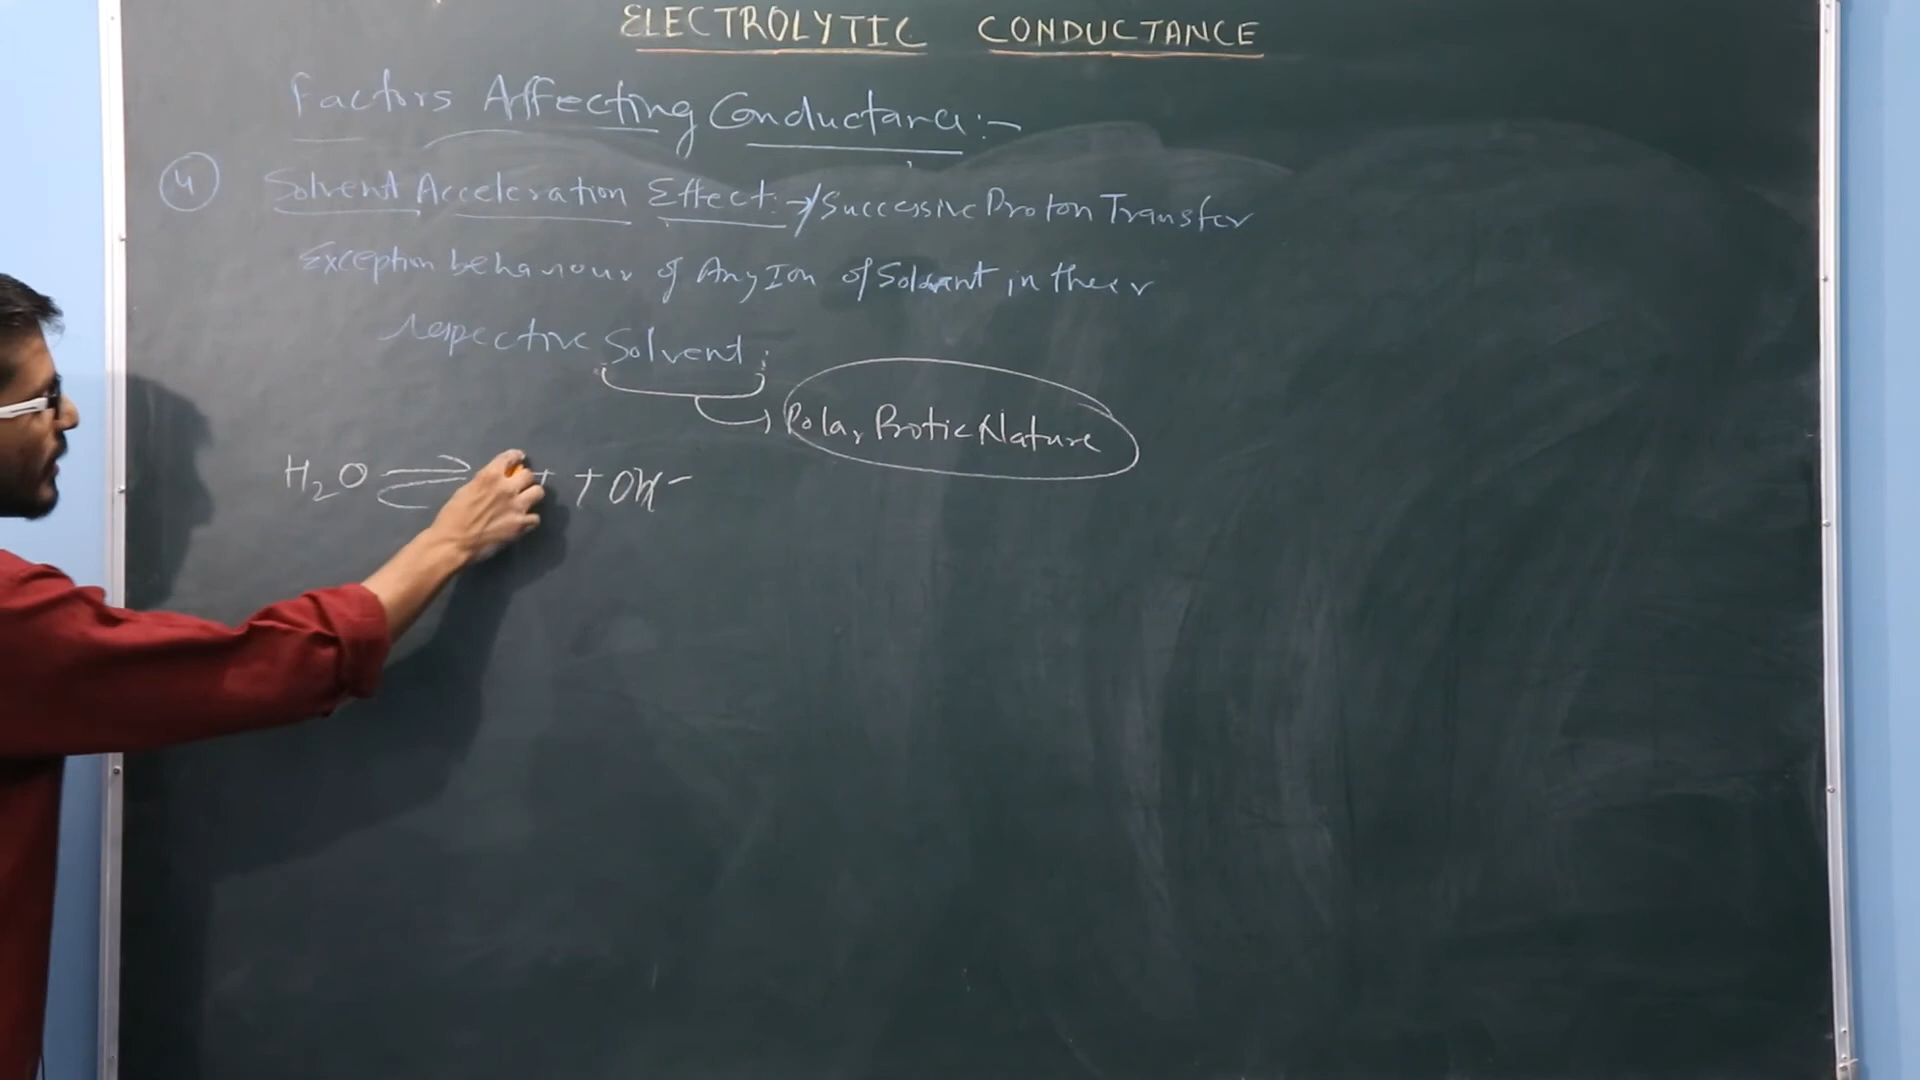 ELECTROLYTIC CONDUCTANCE
Factors Affecting Conductance:-
4 Solvent Acceleration Effect:-/Successive Proton Transfer
Exception behaviour of Any Ion of Solvent in their
respective Solvent;
Polar Protic Nature
H₂O ⇌ + + OH⁻